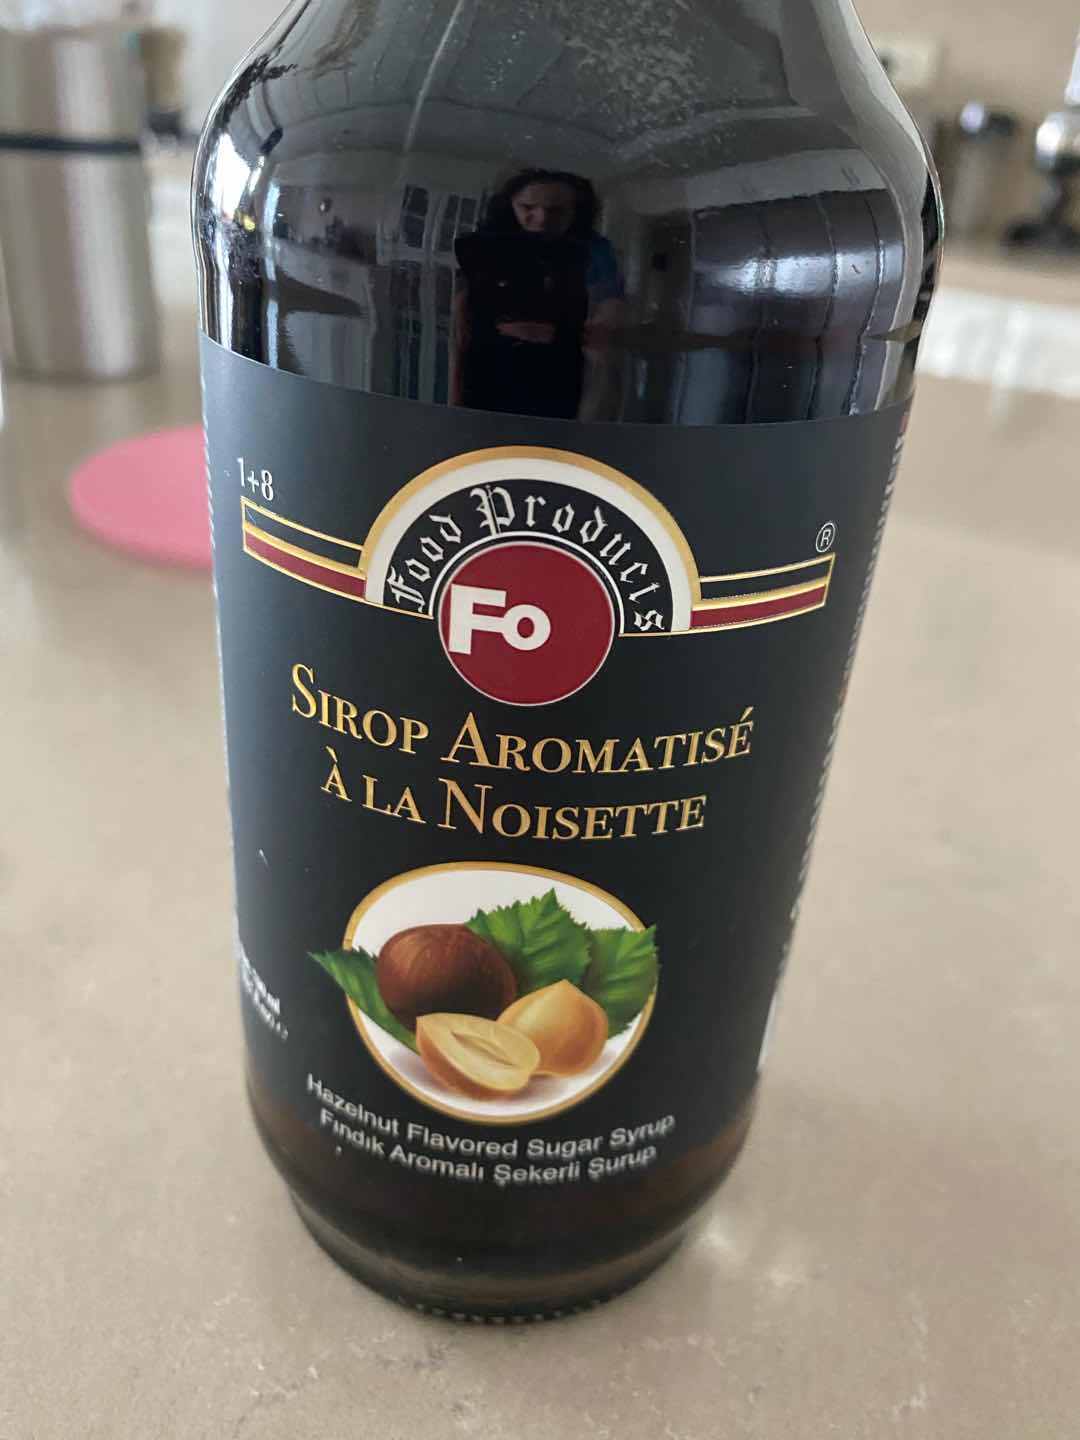 1+8
Food Products
®
Fo
SIROP AROMATISÉ
À LA NOISETTE
Hazelnut Flavored Sugar Syrup
Fındık Aromalı Şekerli Şurup